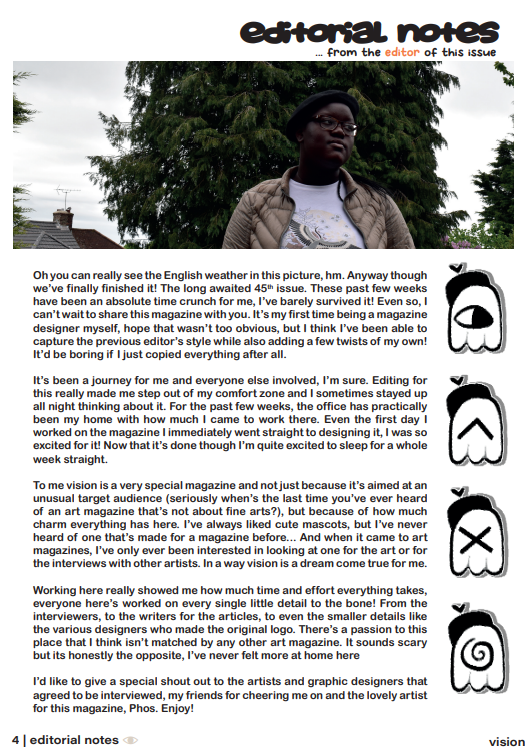 editorial notes
... from the editor of this issue
Oh you can really see the English weather in this picture, hm. Anyway though
we've finally finished it! The long awaited 45th issue. These past few weeks
have been an absolute time crunch for me, I've barely survived it! Even so, I
can't wait to share this magazine with you. It's my first time being a magazine
designer myself, hope that wasn't too obvious, but I think I've been able to
capture the previous editor's style while also adding a few twists of my own!
It'd be boring if I just copied everything after all.
It's been a journey for me and everyone else involved, I'm sure. Editing for
this really made me step out of my comfort zone and I sometimes stayed up
all night thinking about it. For the past few weeks, the office has practically
been my home with how much I came to work there. Even the first day I
worked on the magazine I immediately went straight to designing it, I was so
excited for it! Now that it's done though I'm quite excited to sleep for a whole
week straight.
To me vision is a very special magazine and not just because it's aimed at an
unusual target audience (seriously when's the last time you've ever heard
of an art magazine that's not about fine arts?), but because of how much
charm everything has here. I've always liked cute mascots, but I've never
heard of one that's made for a magazine before... And when it came to art
magazines, I've only ever been interested in looking at one for the art or for
the interviews with other artists. In a way vision is a dream come true for me.
Working here really showed me how much time and effort everything takes,
everyone here's worked on every single little detail to the bone! From the
interviewers, to the writers for the articles, to even the smaller details like
the various designers who made the original logo. There's a passion to this
place that I think isn't matched by any other art magazine. It sounds scary
but its honestly the opposite, I've never felt more at home here
I'd like to give a special shout out to the artists and graphic designers that
agreed to be interviewed, my friends for cheering me on and the lovely artist
for this magazine, Phos. Enjoy!
4 | editorial notes
vision